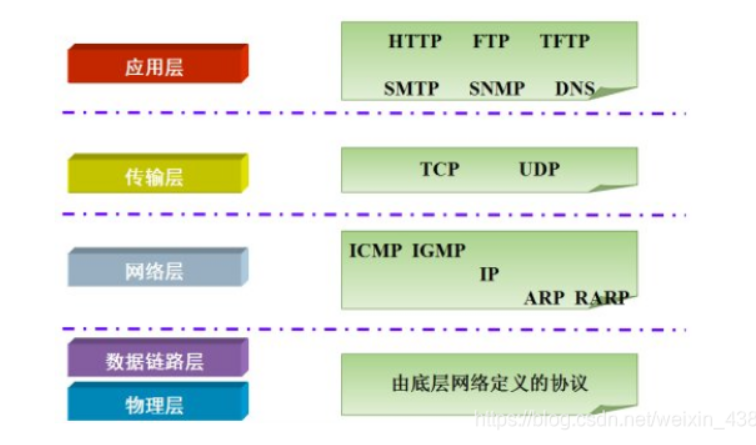 应用层
HTTP FTP TFTP
SMTP SNMP DNS
传输层
TCP UDP
网络层
ICMP IGMP
IP
ARP RARP
数据链路层
物理层
由底层网络定义的协议
https://blog.csdn.net/weixin_438